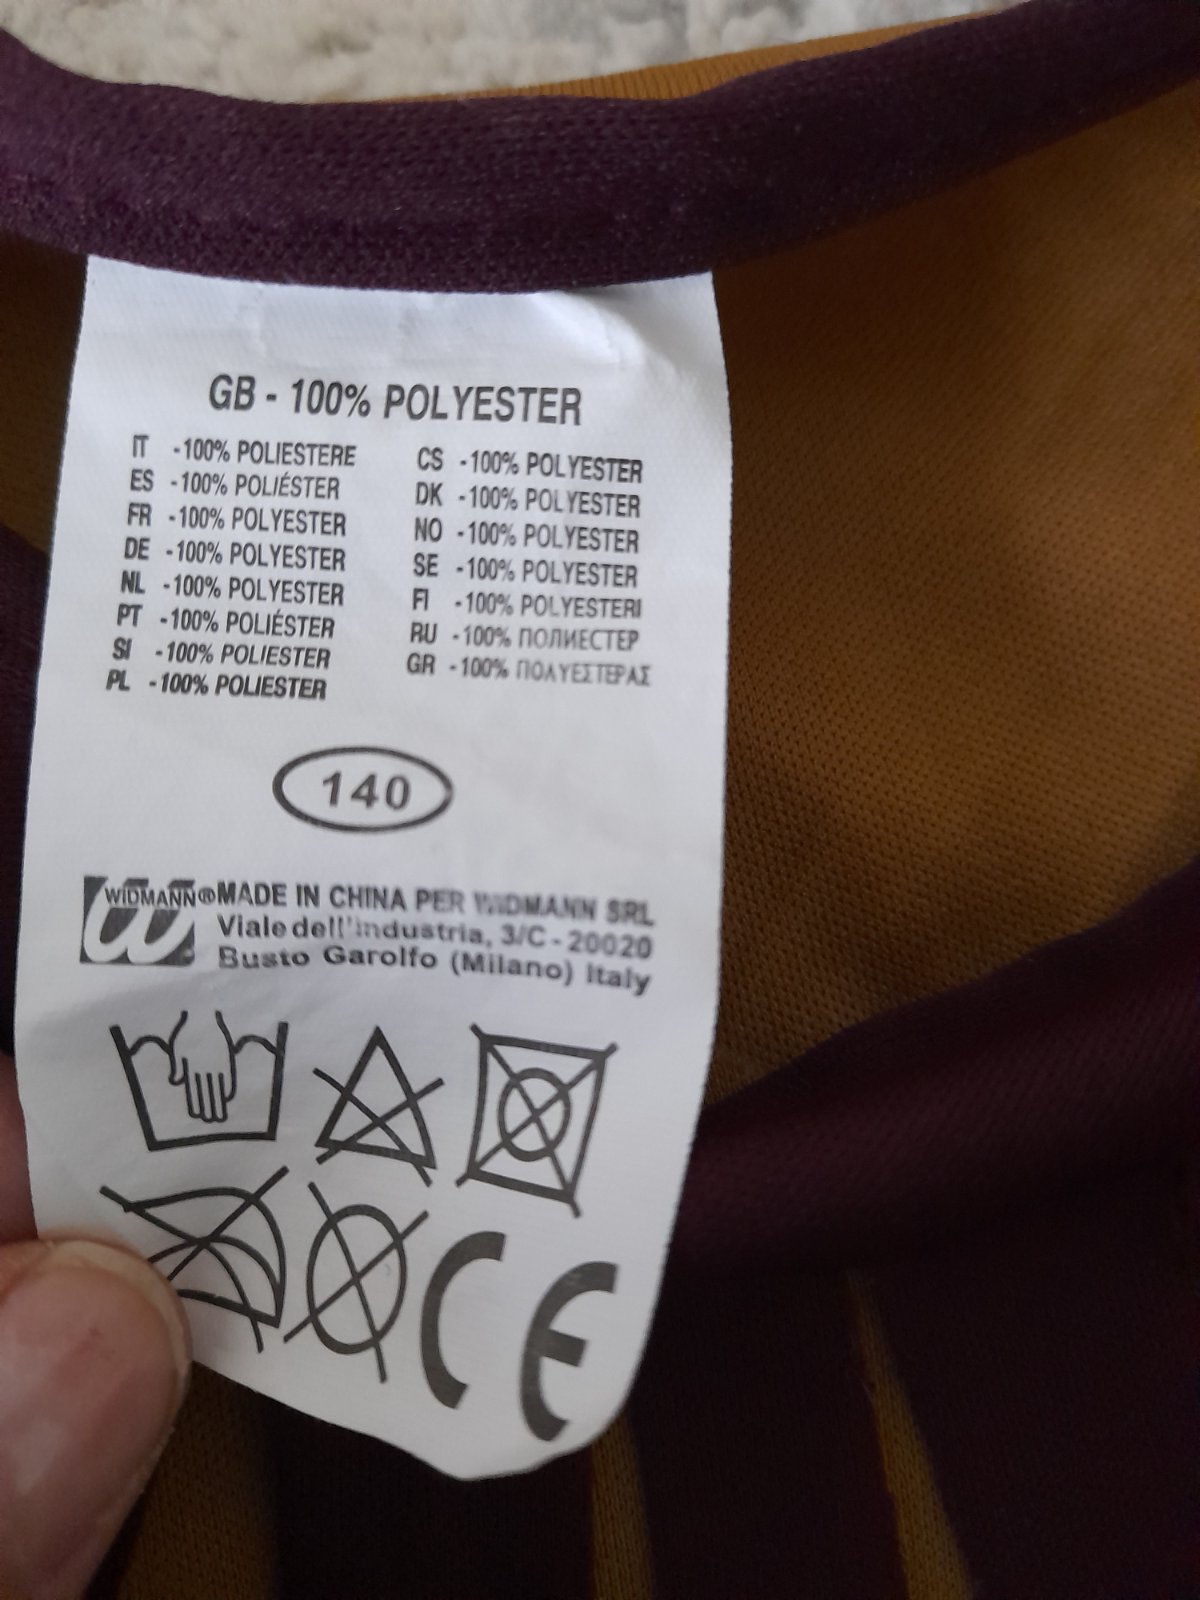 GB - 100% POLYESTER
IT -100% POLIESTERE
ES -100% POLIÉSTER
FR -100% POLYESTER
DE -100% POLYESTER
NL -100% POLYESTER
PT -100% POLIÉSTER
SI -100% POLIESTER
PL -100% POLIESTER
CS -100% POLYESTER
DK -100% POLYESTER
NO -100% POLYESTER
SE -100% POLYESTER
FI -100% POLYESTERI
RU -100% ПОЛИЕСТЕР
GR -100% ΠΟΛΥΕΣΤΕΡΑΣ
140
WIDMANN® MADE IN CHINA PER WIDMANN SRL
Viale dell'industria, 3/C - 20020
Busto Garolfo (Milano) Italy
CE